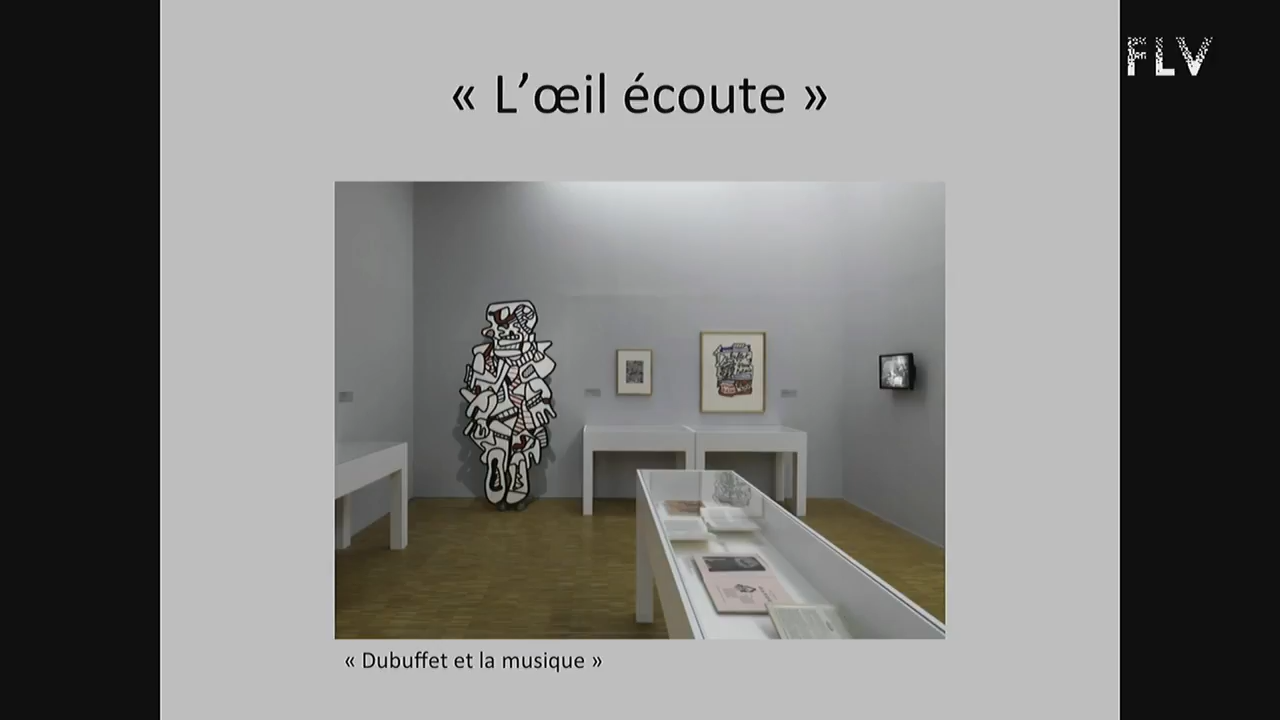 FLV
« L’œil écoute »
« Dubuffet et la musique »